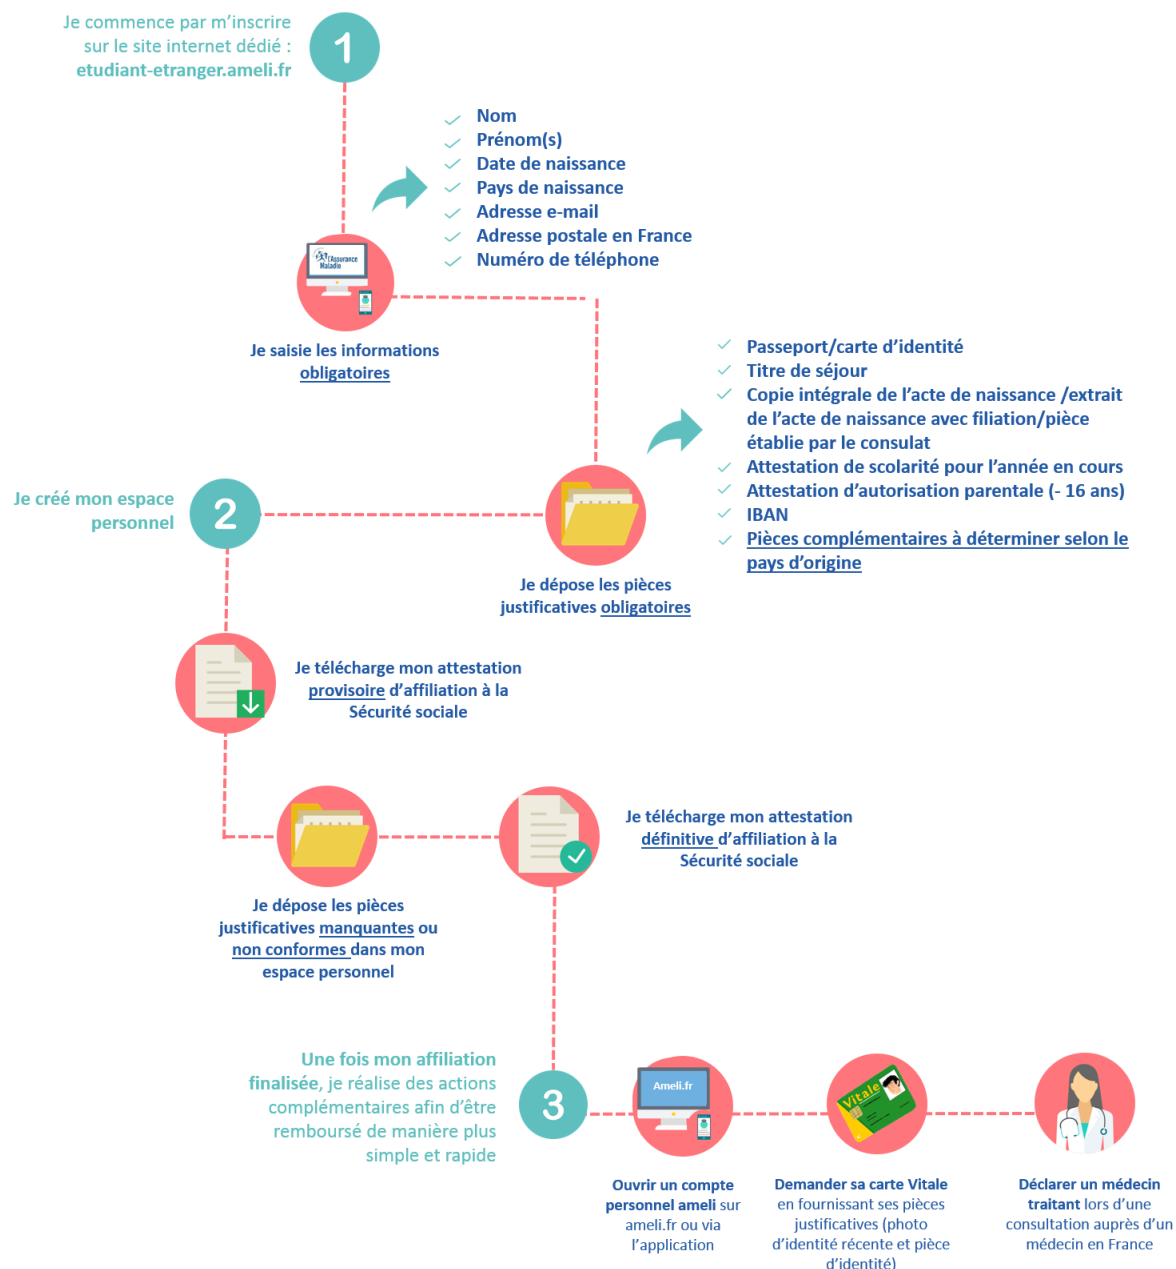 Je commence par m’inscrire
sur le site internet dédié :
etudiant-etranger.ameli.fr
1
Nom
Prénom(s)
Date de naissance
Pays de naissance
Adresse e-mail
Adresse postale en France
Numéro de téléphone
l’Assurance
Maladie
Je saisie les informations
obligatoires
Passeport/carte d’identité
Titre de séjour
Copie intégrale de l’acte de naissance /extrait
de l’acte de naissance avec filiation/pièce
établie par le consulat
Attestation de scolarité pour l’année en cours
Attestation d’autorisation parentale (- 16 ans)
IBAN
Pièces complémentaires à déterminer selon le
pays d’origine
Je dépose les pièces
justificatives obligatoires
Je créé mon espace
personnel
2
Je télécharge mon attestation
provisoire d’affiliation à la
Sécurité sociale
Je dépose les pièces
justificatives manquantes ou
non conformes dans mon
espace personnel
Je télécharge mon attestation
définitive d’affiliation à la
Sécurité sociale
Une fois mon affiliation
finalisée, je réalise des actions
complémentaires afin d’être
remboursé de manière plus
simple et rapide
3
Ameli.fr
Ouvrir un compte
personnel ameli sur
ameli.fr ou via
l’application
Vitale
Demander sa carte Vitale
en fournissant ses pièces
justificatives (photo
d’identité récente et pièce
d’identité)
Déclarer un médecin
traitant lors d’une
consultation auprès d’un
médecin en France